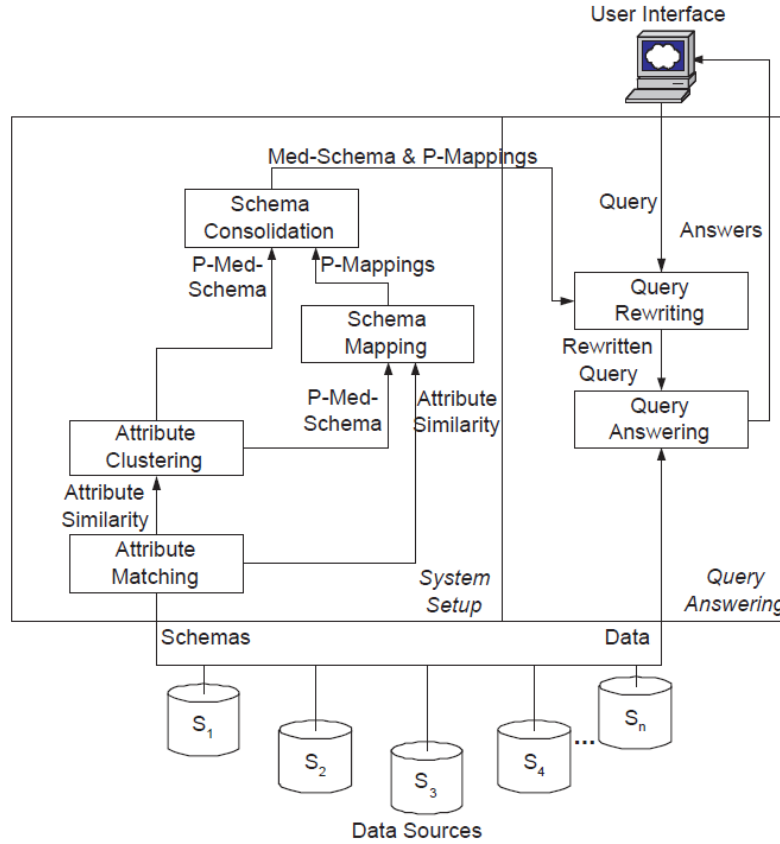 User Interface
Med-Schema & P-Mappings
Schema
Consolidation
Query
Answers
P-Med-
Schema
P-Mappings
Query
Rewriting
Schema
Mapping
Rewritten
Query
P-Med-
Schema
Attribute
Similarity
Query
Answering
Attribute
Clustering
Attribute
Similarity
Attribute
Matching
System
Setup
Query
Answering
Schemas
Data
S1
S2
S3
S4
...
Sn
Data Sources